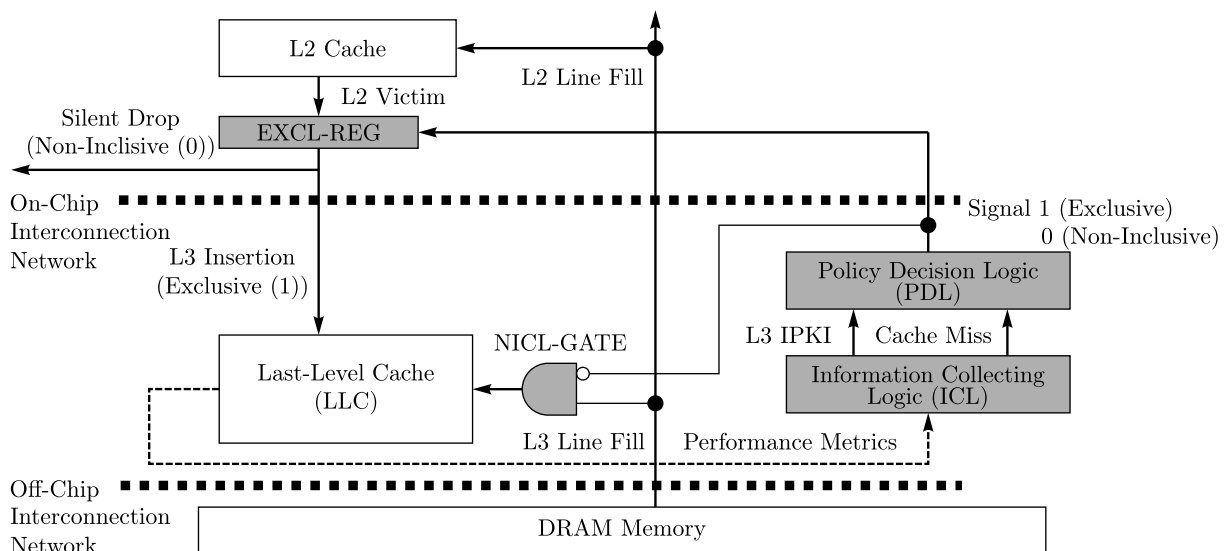 L2 Cache
L2 Line Fill
L2 Victim
Silent Drop
(Non-Inclisive (0))
EXCL-REG
On-Chip
Interconnection
Network
Signal 1 (Exclusive)
0 (Non-Inclusive)
L3 Insertion
(Exclusive (1))
Policy Decision Logic
(PDL)
L3 IPKI
Cache Miss
NICL-GATE
Last-Level Cache
(LLC)
Information Collecting
Logic (ICL)
L3 Line Fill
Performance Metrics
Off-Chip
Interconnection
Network
DRAM Memory